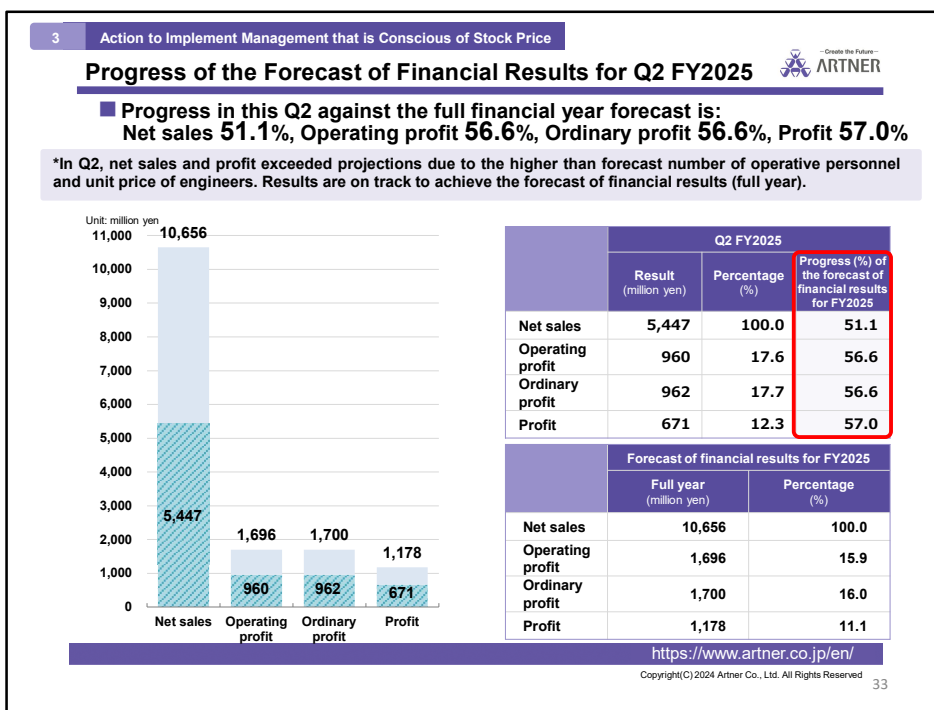 3 Action to Implement Management that is Conscious of Stock Price
Progress of the Forecast of Financial Results for Q2 FY2025
–Create the Future–
ARTNER
■ Progress in this Q2 against the full financial year forecast is:
Net sales 51.1%, Operating profit 56.6%, Ordinary profit 56.6%, Profit 57.0%
*In Q2, net sales and profit exceeded projections due to the higher than forecast number of operative personnel
and unit price of engineers. Results are on track to achieve the forecast of financial results (full year).
Unit: million yen
11,000
10,000
9,000
8,000
7,000
6,000
5,000
4,000
3,000
2,000
1,000
0
10,656
5,447
1,696
960
1,700
962
1,178
671
Net sales
Operating
profit
Ordinary
profit
Profit
Q2 FY2025
Result
(million yen)
Percentage
(%)
Progress (%) of
the forecast of
financial results
for FY2025
Net sales 5,447 100.0 51.1
Operating
profit 960 17.6 56.6
Ordinary
profit 962 17.7 56.6
Profit 671 12.3 57.0
Forecast of financial results for FY2025
Full year
(million yen)
Percentage
(%)
Net sales 10,656 100.0
Operating
profit 1,696 15.9
Ordinary
profit 1,700 16.0
Profit 1,178 11.1
https://www.artner.co.jp/en/
Copyright(C) 2024 Artner Co., Ltd. All Rights Reserved
33